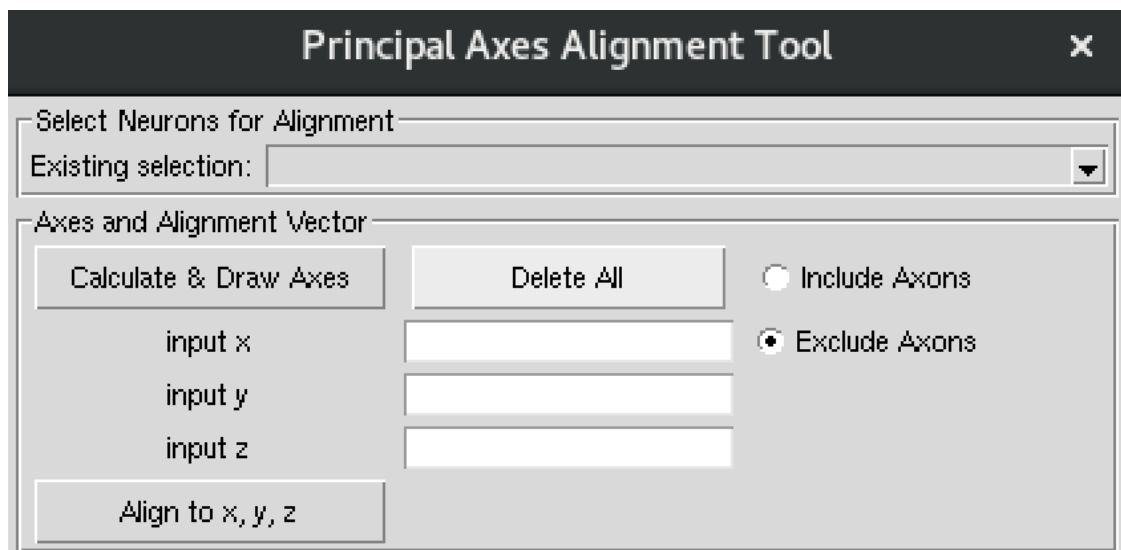 Principal Axes Alignment Tool
Select Neurons for Alignment
Existing selection:
Axes and Alignment Vector
Calculate & Draw Axes Delete All Include Axons
input x Exclude Axons
input y
input z
Align to x, y, z